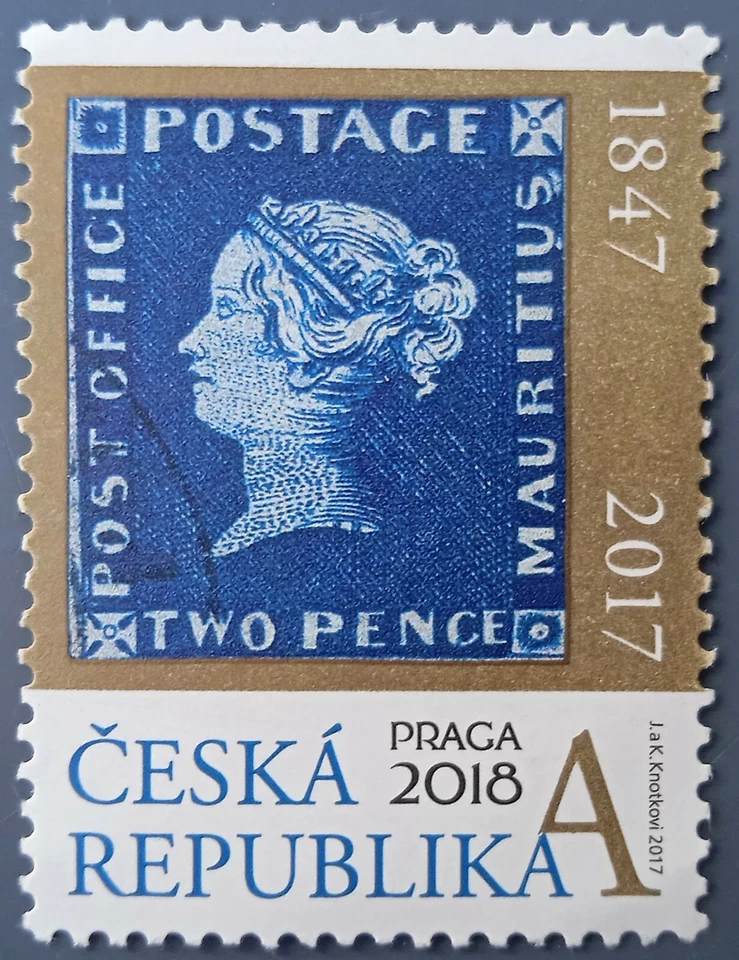 POSTAGE
POST OFFICE
MAURITIUS
TWO PENCE
1847 2017
ČESKÁ
REPUBLIKA
PRAGA
2018
A
J. a K. Knotkovi 2017